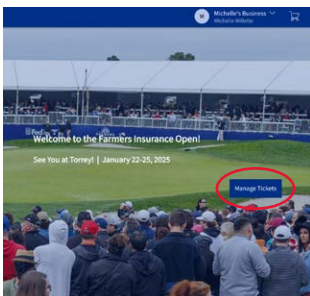 M
Michelle's Business
Michelle Willette
FedEx
Welcome to the Farmers Insurance Open!
See You at Torrey! | January 22-25, 2025
Manage Tickets